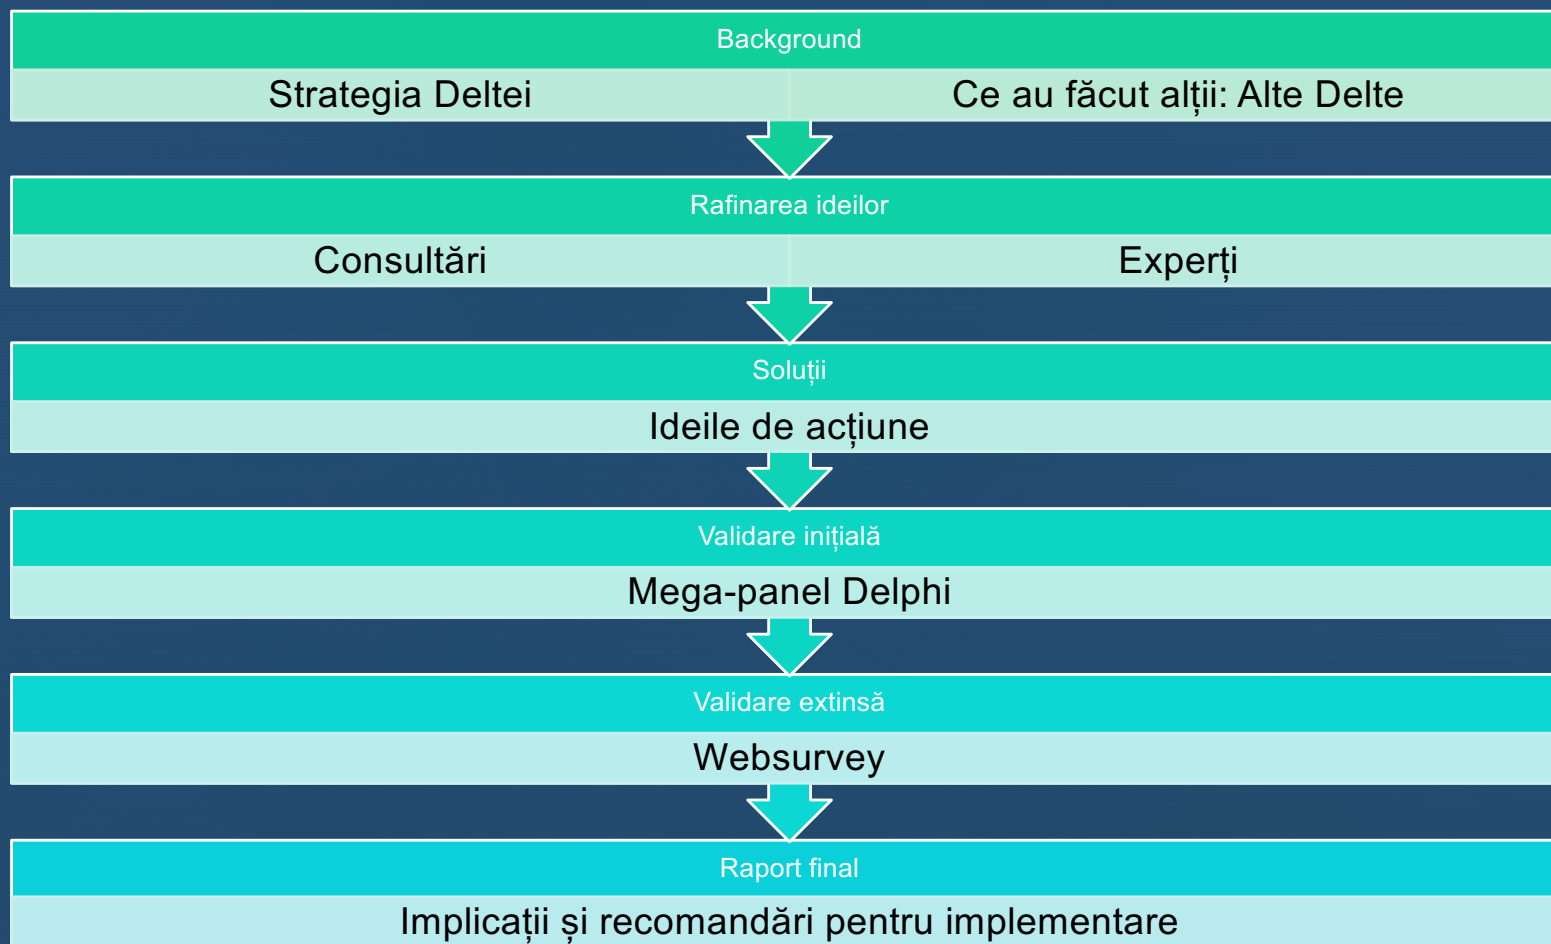 Background
Strategia Deltei
Ce au făcut alții: Alte Delte
Rafinarea ideilor
Consultări
Experți
Soluții
Ideile de acțiune
Validare inițială
Mega-panel Delphi
Validare extinsă
Websurvey
Raport final
Implicații și recomandări pentru implementare